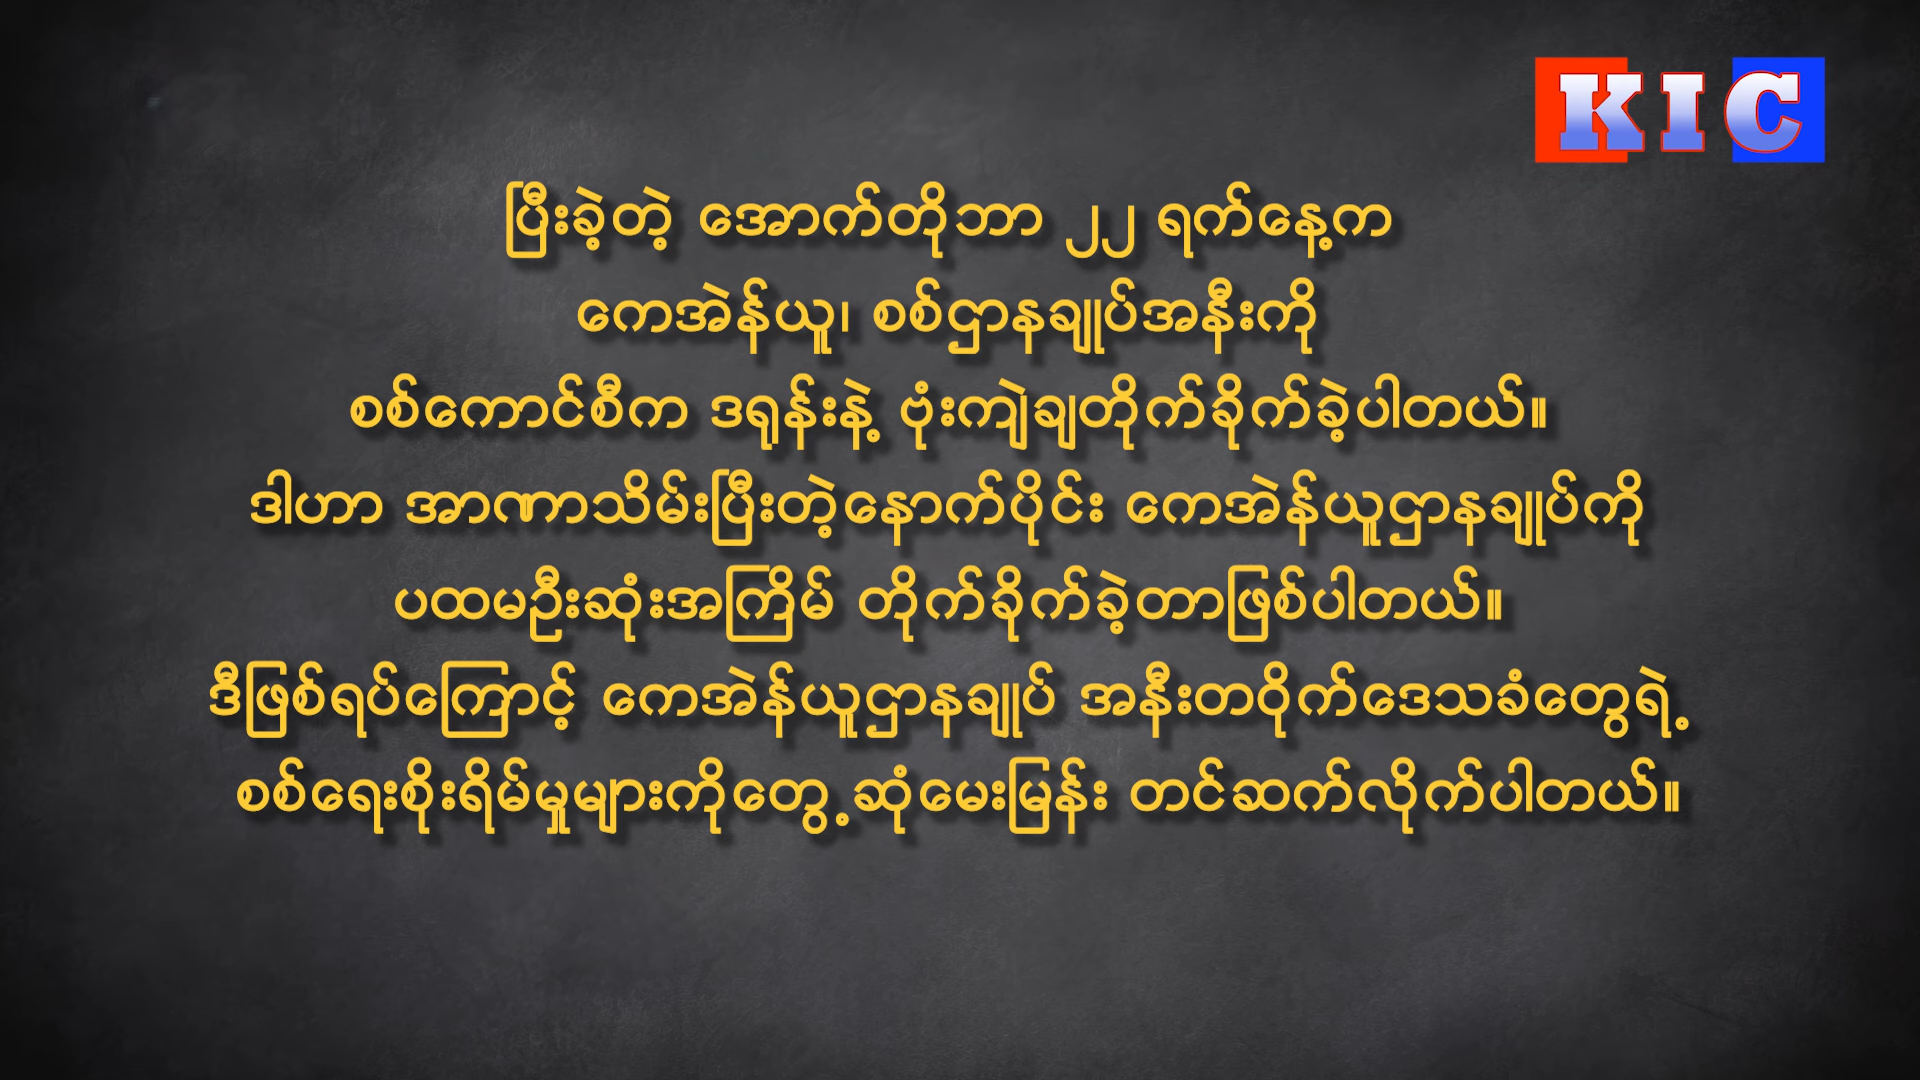 KIC
ပြီးခဲ့တဲ့ အောက်တိုဘာ ၂၂ ရက်နေ့က
ကေအဲန်ယူ၊ စစ်ဌာနချုပ်အနီးကို
စစ်ကောင်စီက ဒရုန်းနဲ့ ဗုံးကျဲချတိုက်ခိုက်ခဲ့ပါတယ်။
ဒါဟာ အာဏာသိမ်းပြီးတဲ့နောက်ပိုင်း ကေအဲန်ယူဌာနချုပ်ကို
ပထမဦးဆုံးအကြိမ် တိုက်ခိုက်ခဲ့တာဖြစ်ပါတယ်။
ဒီဖြစ်ရပ်ကြောင့် ကေအဲန်ယူဌာနချုပ် အနီးတဝိုက်ဒေသခံတွေရဲ့
စစ်ရေးစိုးရိမ်မှုများကိုတွေ့ဆုံမေးမြန်း တင်ဆက်လိုက်ပါတယ်။